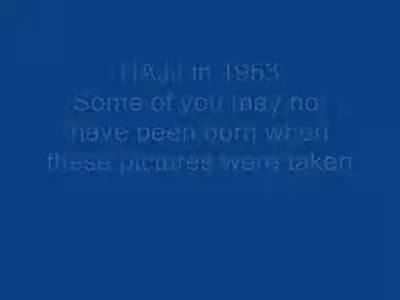 HAJJ in 1953
Some of you may not
have been born when
these pictures were taken